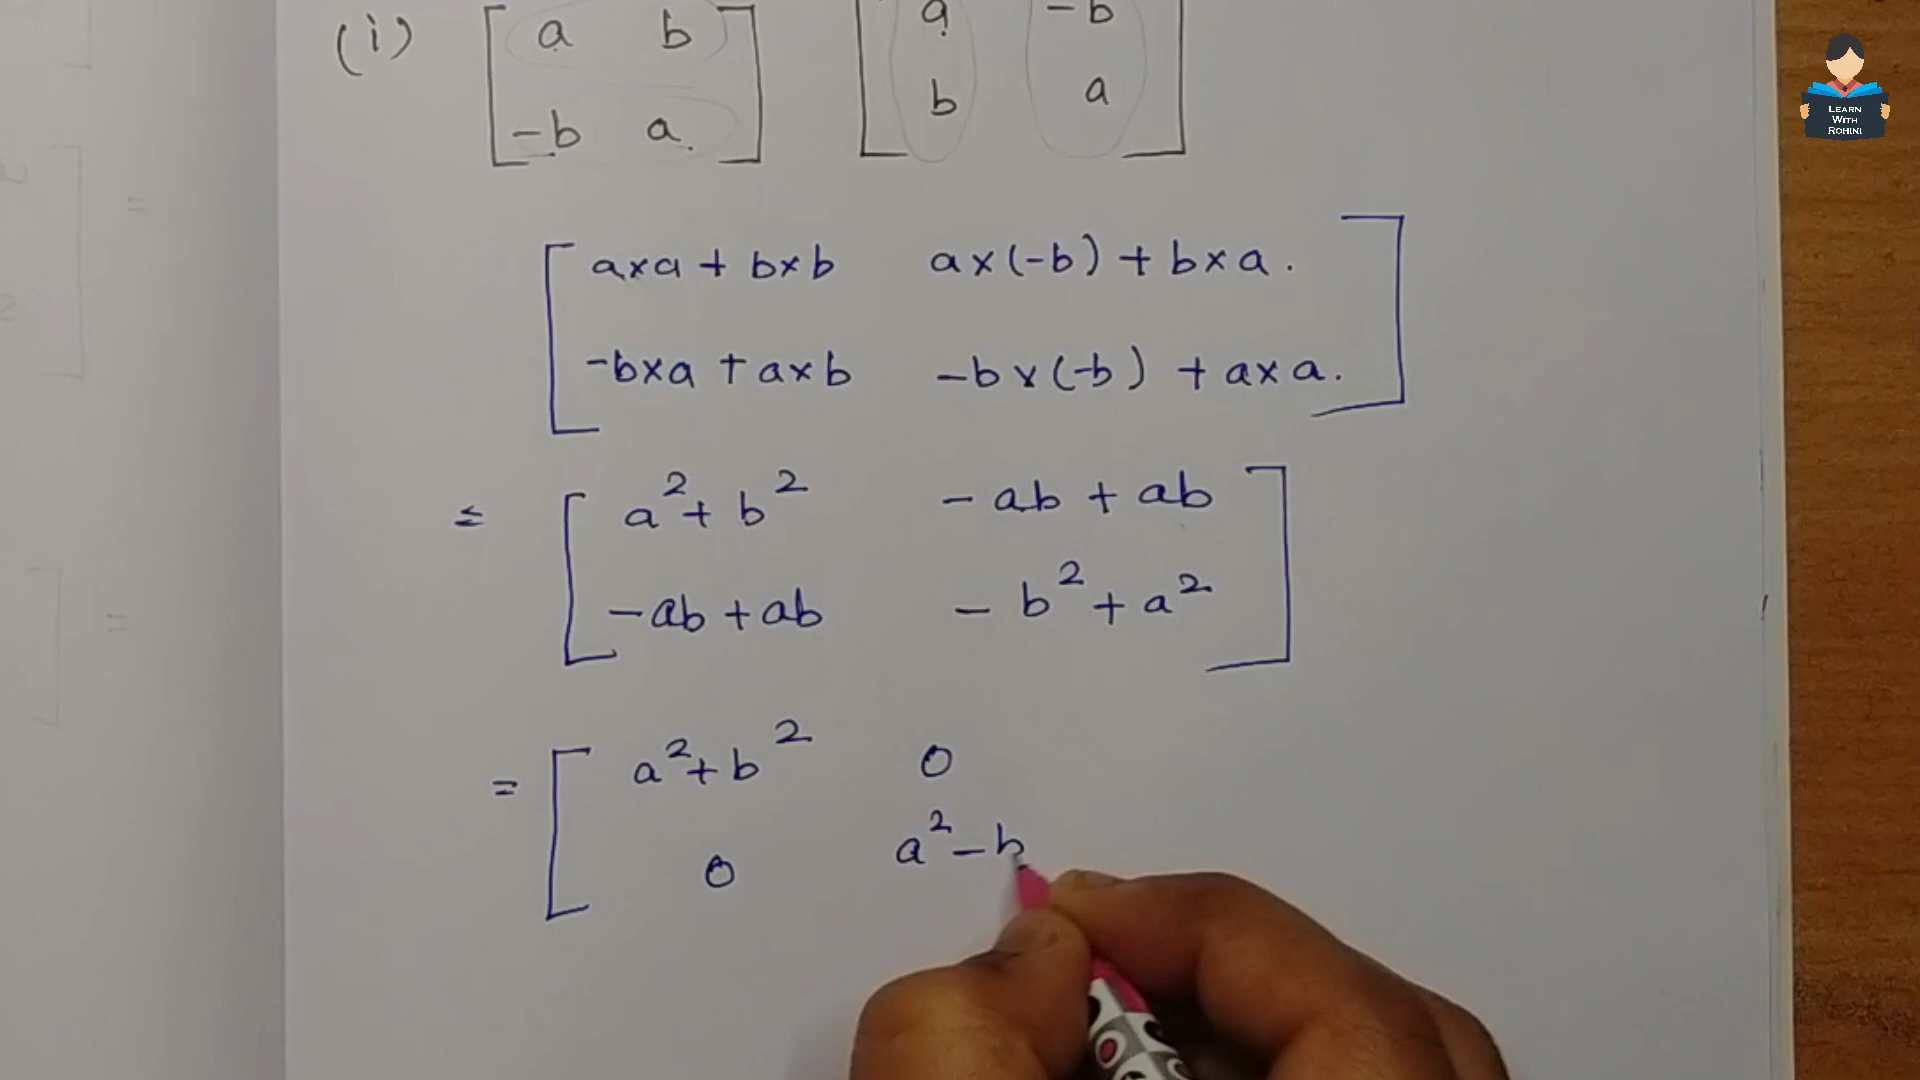 (i) [ a b ] [ a -b ]
[ -b a. ] [ b a ]
[ a×a + b×b a×(-b) + b×a. ]
[ -b×a + a×b -b×(-b) + a×a. ]
= [ a²+ b² - ab + ab ]
[ -ab + ab - b² + a² ]
= [ a²+ b² 0
[ 0 a² - b
LEARN
WITH
ROHINI